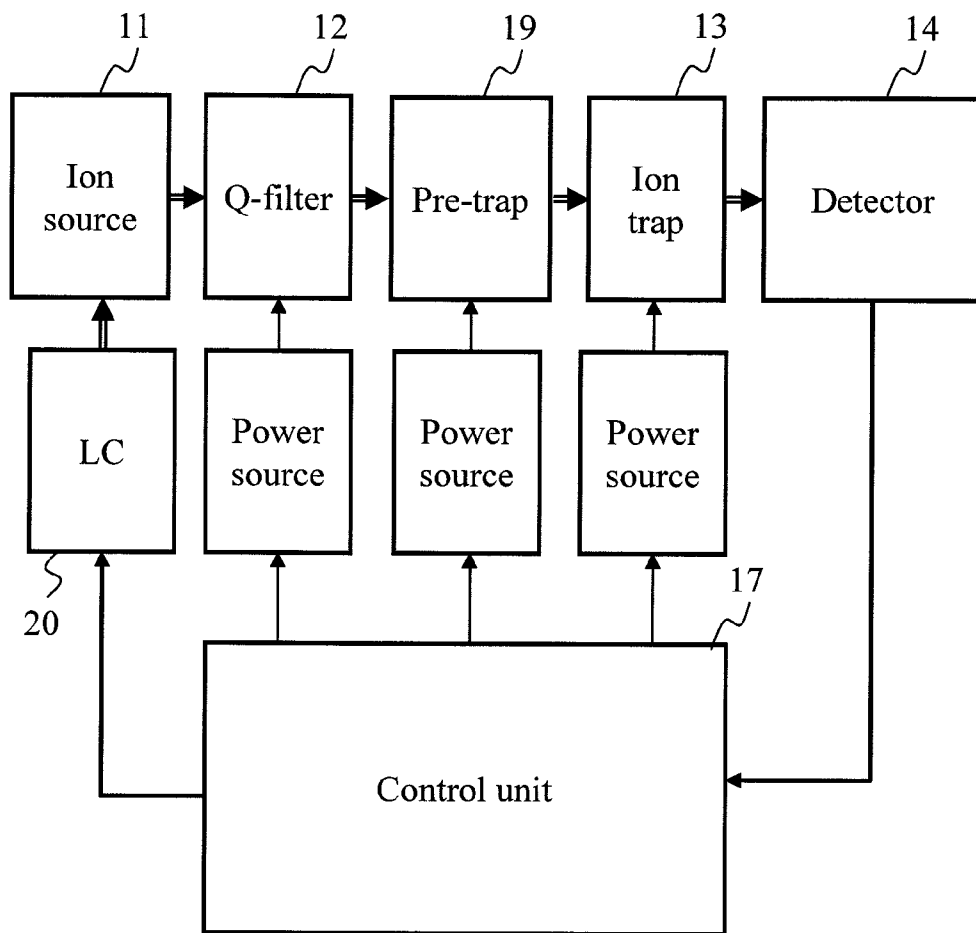 11
12
19
13
14
Ion
source
Q-filter
Pre-trap
Ion
trap
Detector
LC
Power
source
Power
source
Power
source
20
17
Control unit